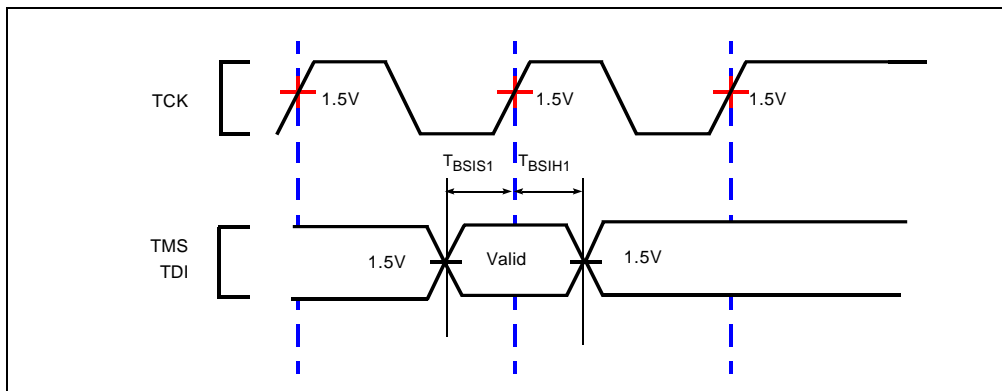 TCK
1.5V
1.5V
1.5V
TBSIS1
TBSIH1
TMS
TDI
1.5V
Valid
1.5V